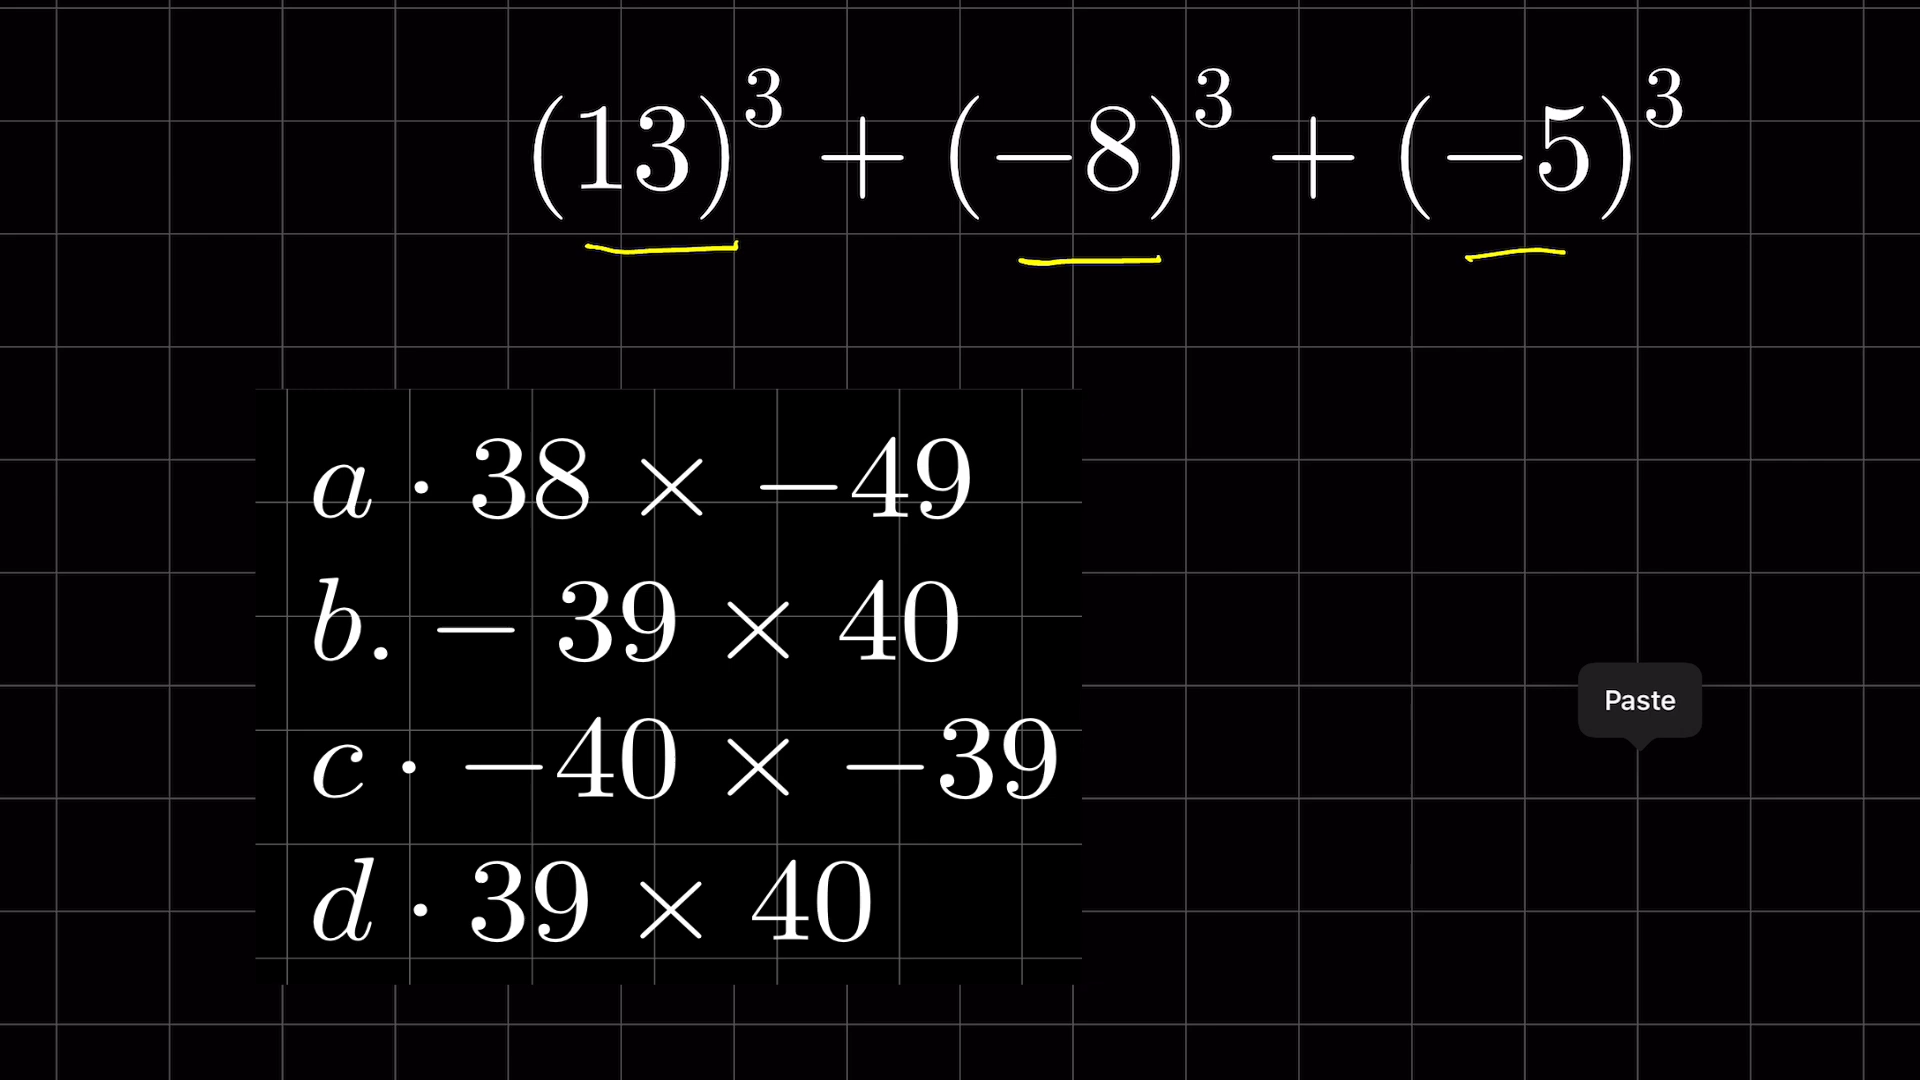 (13)³ + (−8)³ + (−5)³
a · 38 × −49
b. − 39 × 40
c · −40 × −39
d · 39 × 40
Paste